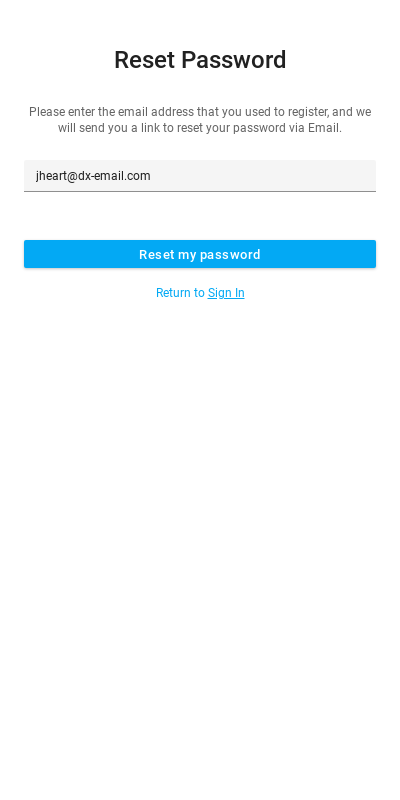 Reset Password
Please enter the email address that you used to register, and we
will send you a link to reset your password via Email.
jheart@dx-email.com
Reset my password
Return to Sign In